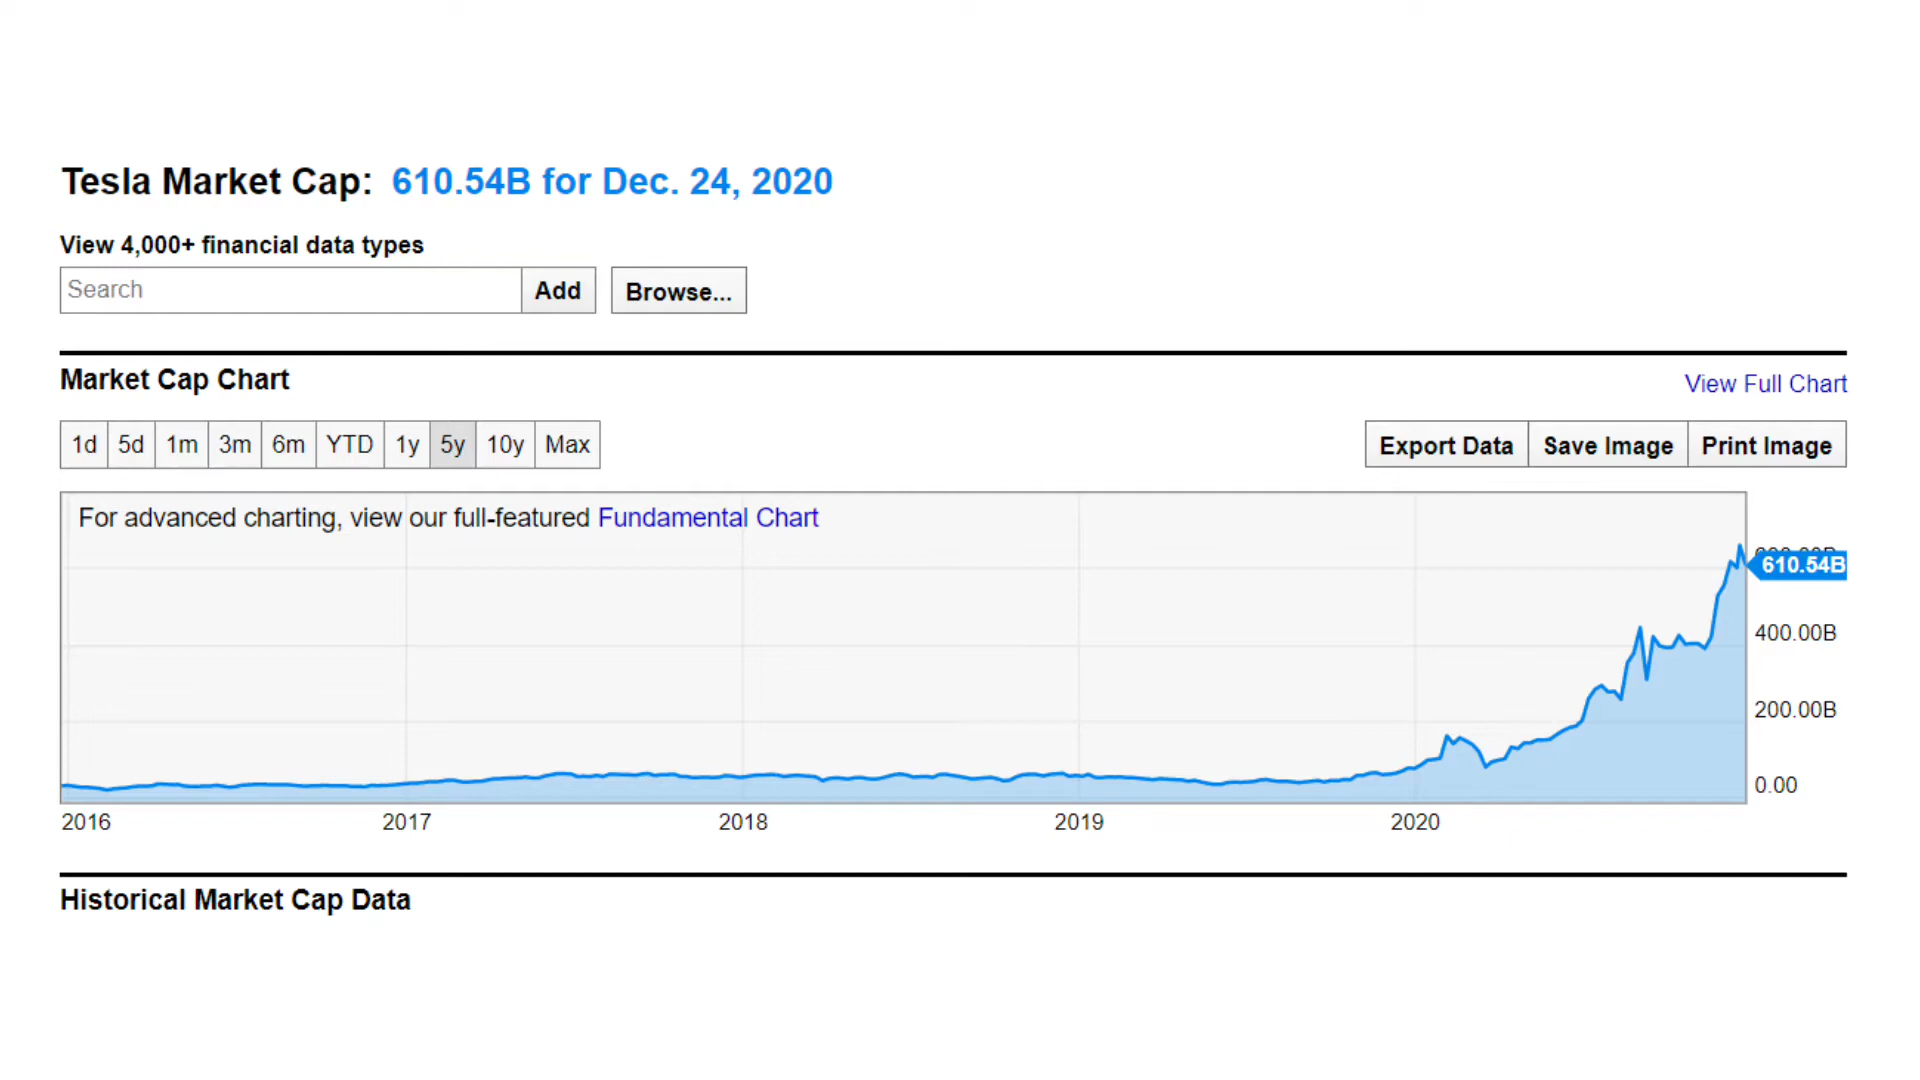 Tesla Market Cap: 610.54B for Dec. 24, 2020
View 4,000+ financial data types
Search Add Browse...
Market Cap Chart View Full Chart
1d 5d 1m 3m 6m YTD 1y 5y 10y Max Export Data Save Image Print Image
For advanced charting, view our full-featured Fundamental Chart
610.54B
400.00B
200.00B
0.00
2016 2017 2018 2019 2020
Historical Market Cap Data